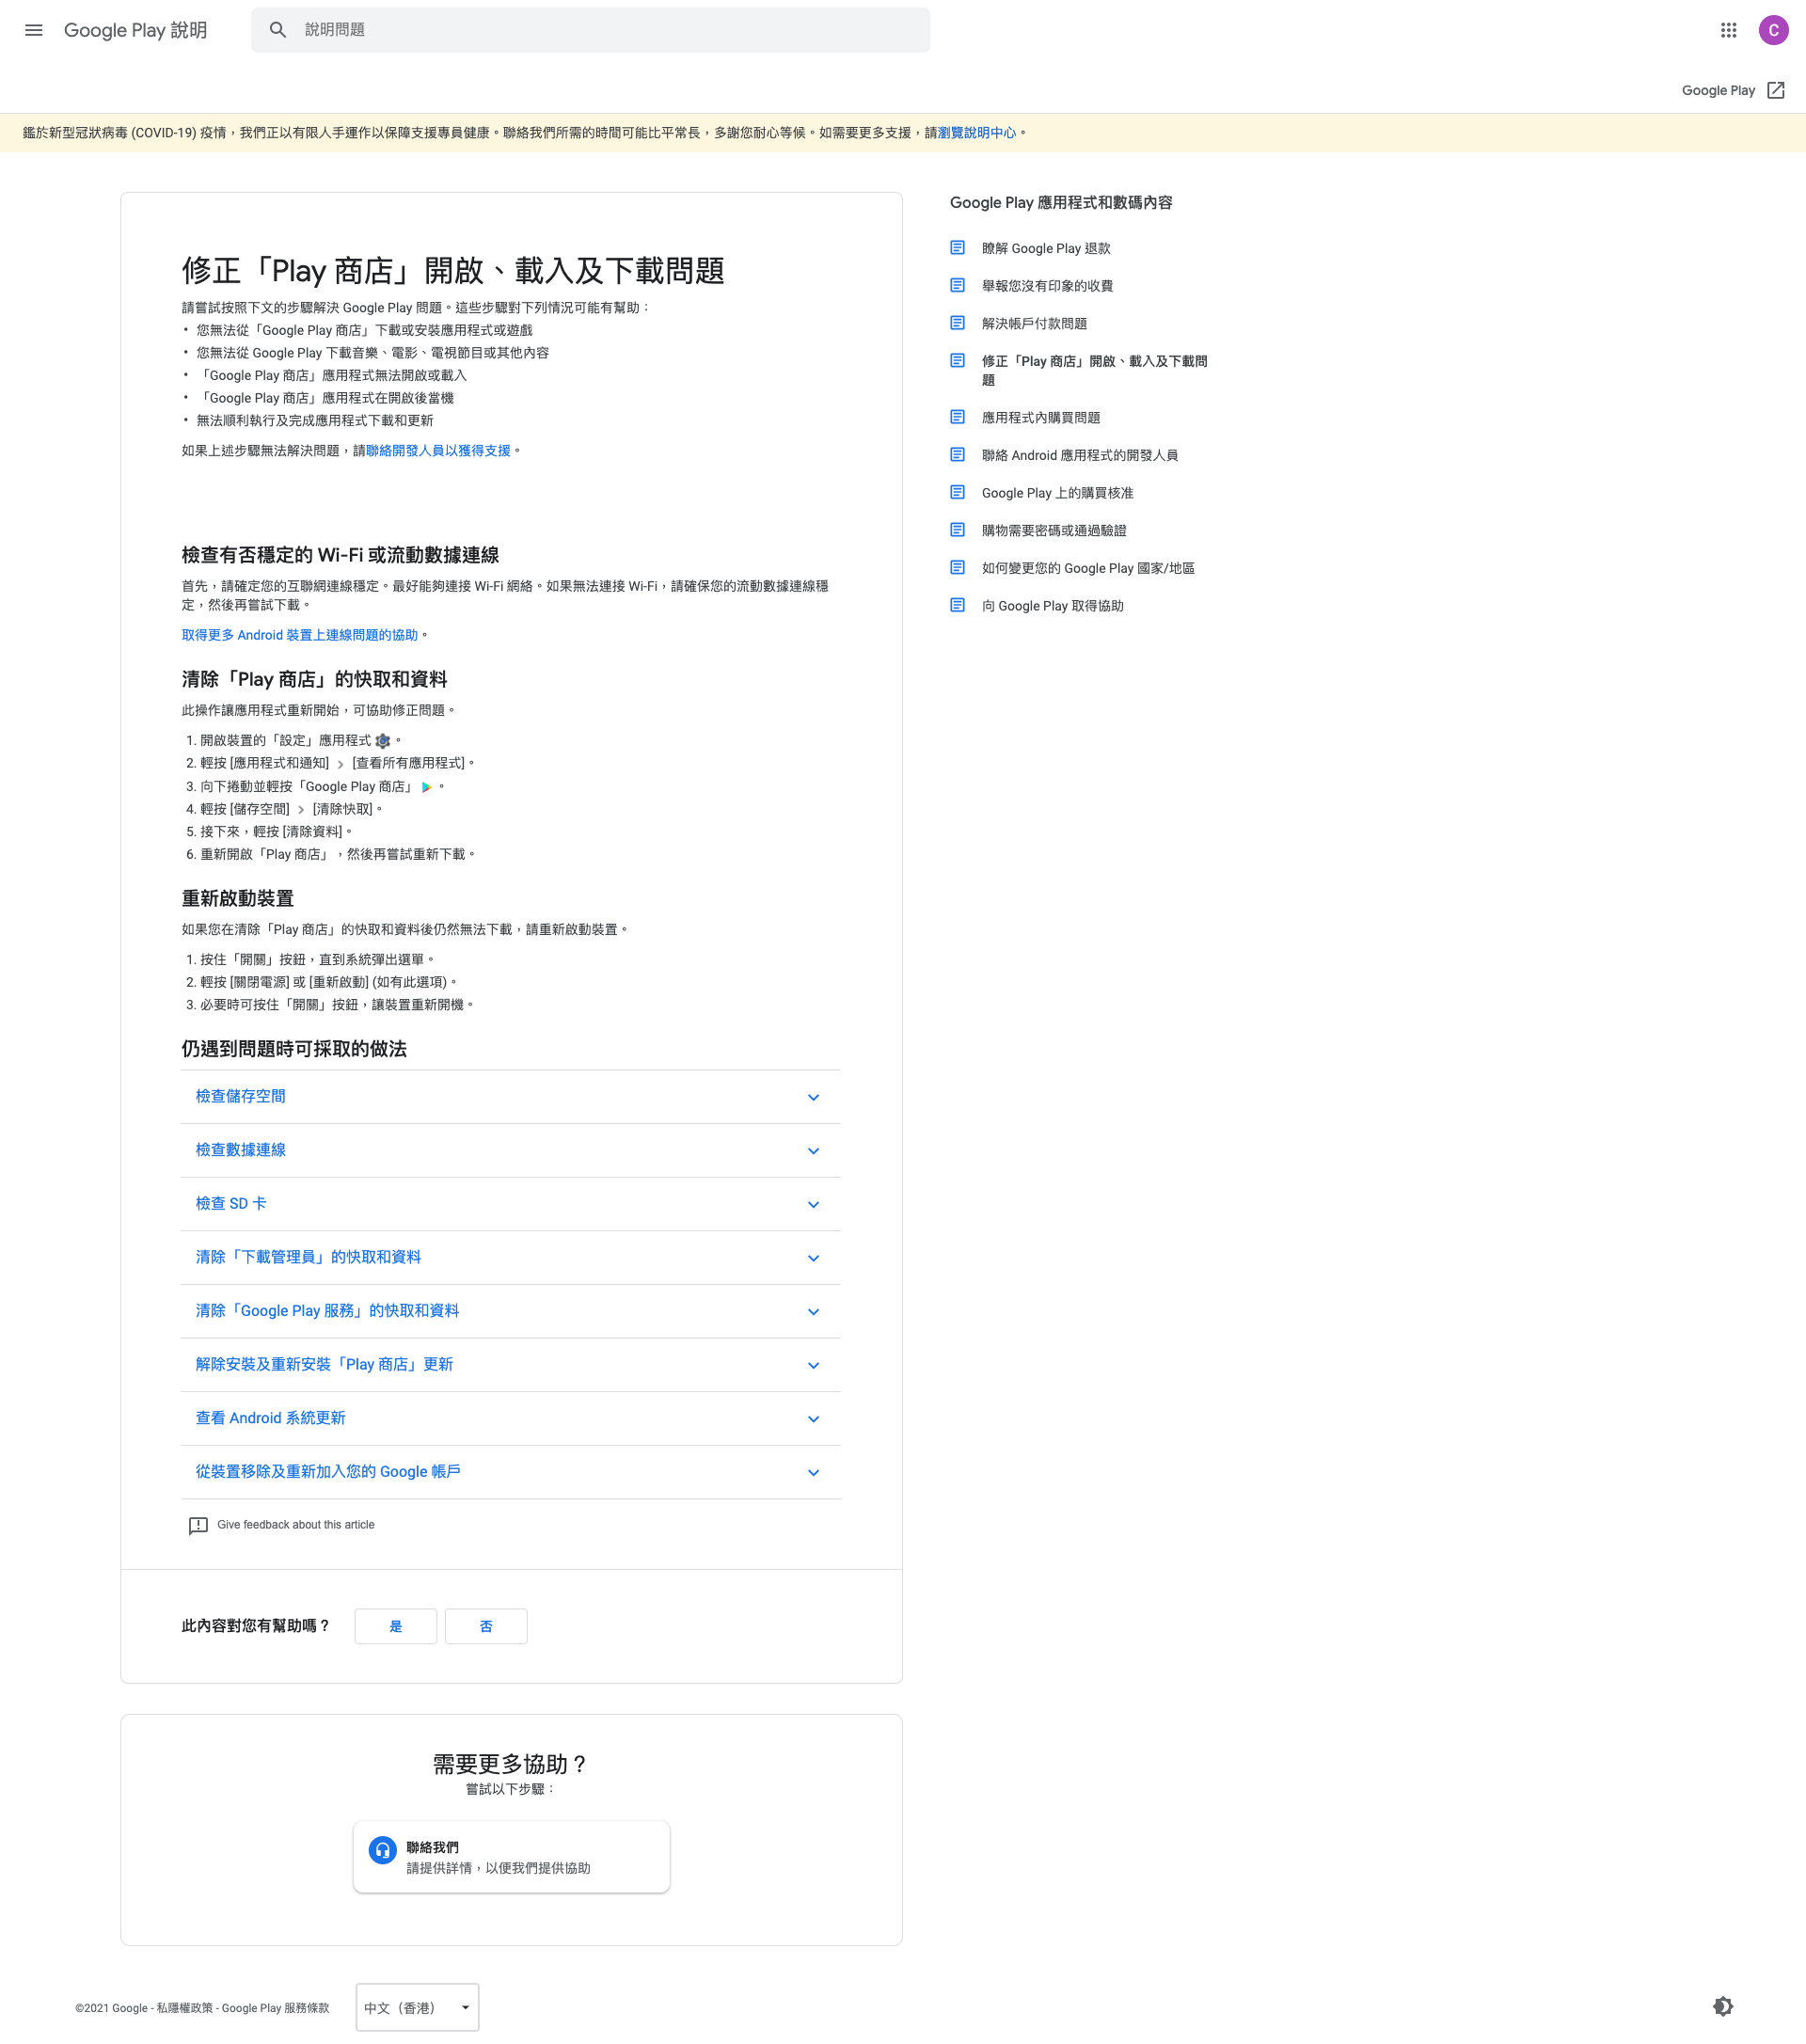 Google Play 說明
說明問題
C
Google Play
鑑於新型冠狀病毒 (COVID-19) 疫情，我們正以有限人手運作以保障支援專員健康。聯絡我們所需的時間可能比平常長，多謝您耐心等候。如需要更多支援，請瀏覽說明中心。
修正「Play 商店」開啟、載入及下載問題
請嘗試按照下文的步驟解決 Google Play 問題。這些步驟對下列情況可能有幫助：
• 您無法從「Google Play 商店」下載或安裝應用程式或遊戲
• 您無法從 Google Play 下載音樂、電影、電視節目或其他內容
• 「Google Play 商店」應用程式無法開啟或載入
• 「Google Play 商店」應用程式在開啟後當機
• 無法順利執行及完成應用程式下載和更新
如果上述步驟無法解決問題，請聯絡開發人員以獲得支援。
檢查有否穩定的 Wi-Fi 或流動數據連線
首先，請確定您的互聯網連線穩定。最好能夠連接 Wi-Fi 網絡。如果無法連接 Wi-Fi，請確保您的流動數據連線穩
定，然後再嘗試下載。
取得更多 Android 裝置上連線問題的協助。
清除「Play 商店」的快取和資料
此操作讓應用程式重新開始，可協助修正問題。
1. 開啟裝置的「設定」應用程式 。
2. 輕按 [應用程式和通知] > [查看所有應用程式]。
3. 向下捲動並輕按「Google Play 商店」 。
4. 輕按 [儲存空間] > [清除快取]。
5. 接下來，輕按 [清除資料]。
6. 重新開啟「Play 商店」，然後再嘗試重新下載。
重新啟動裝置
如果您在清除「Play 商店」的快取和資料後仍然無法下載，請重新啟動裝置。
1. 按住「開關」按鈕，直到系統彈出選單。
2. 輕按 [關閉電源] 或 [重新啟動] (如有此選項)。
3. 必要時可按住「開關」按鈕，讓裝置重新開機。
仍遇到問題時可採取的做法
檢查儲存空間
檢查數據連線
檢查 SD 卡
清除「下載管理員」的快取和資料
清除「Google Play 服務」的快取和資料
解除安裝及重新安裝「Play 商店」更新
查看 Android 系統更新
從裝置移除及重新加入您的 Google 帳戶
Give feedback about this article
此內容對您有幫助嗎？
是
否
需要更多協助？
嘗試以下步驟：
聯絡我們
請提供詳情，以便我們提供協助
Google Play 應用程式和數碼內容
瞭解 Google Play 退款
舉報您沒有印象的收費
解決帳戶付款問題
修正「Play 商店」開啟、載入及下載問
題
應用程式內購買問題
聯絡 Android 應用程式的開發人員
Google Play 上的購買核准
購物需要密碼或通過驗證
如何變更您的 Google Play 國家/地區
向 Google Play 取得協助
©2021 Google - 私隱權政策 - Google Play 服務條款
中文（香港）